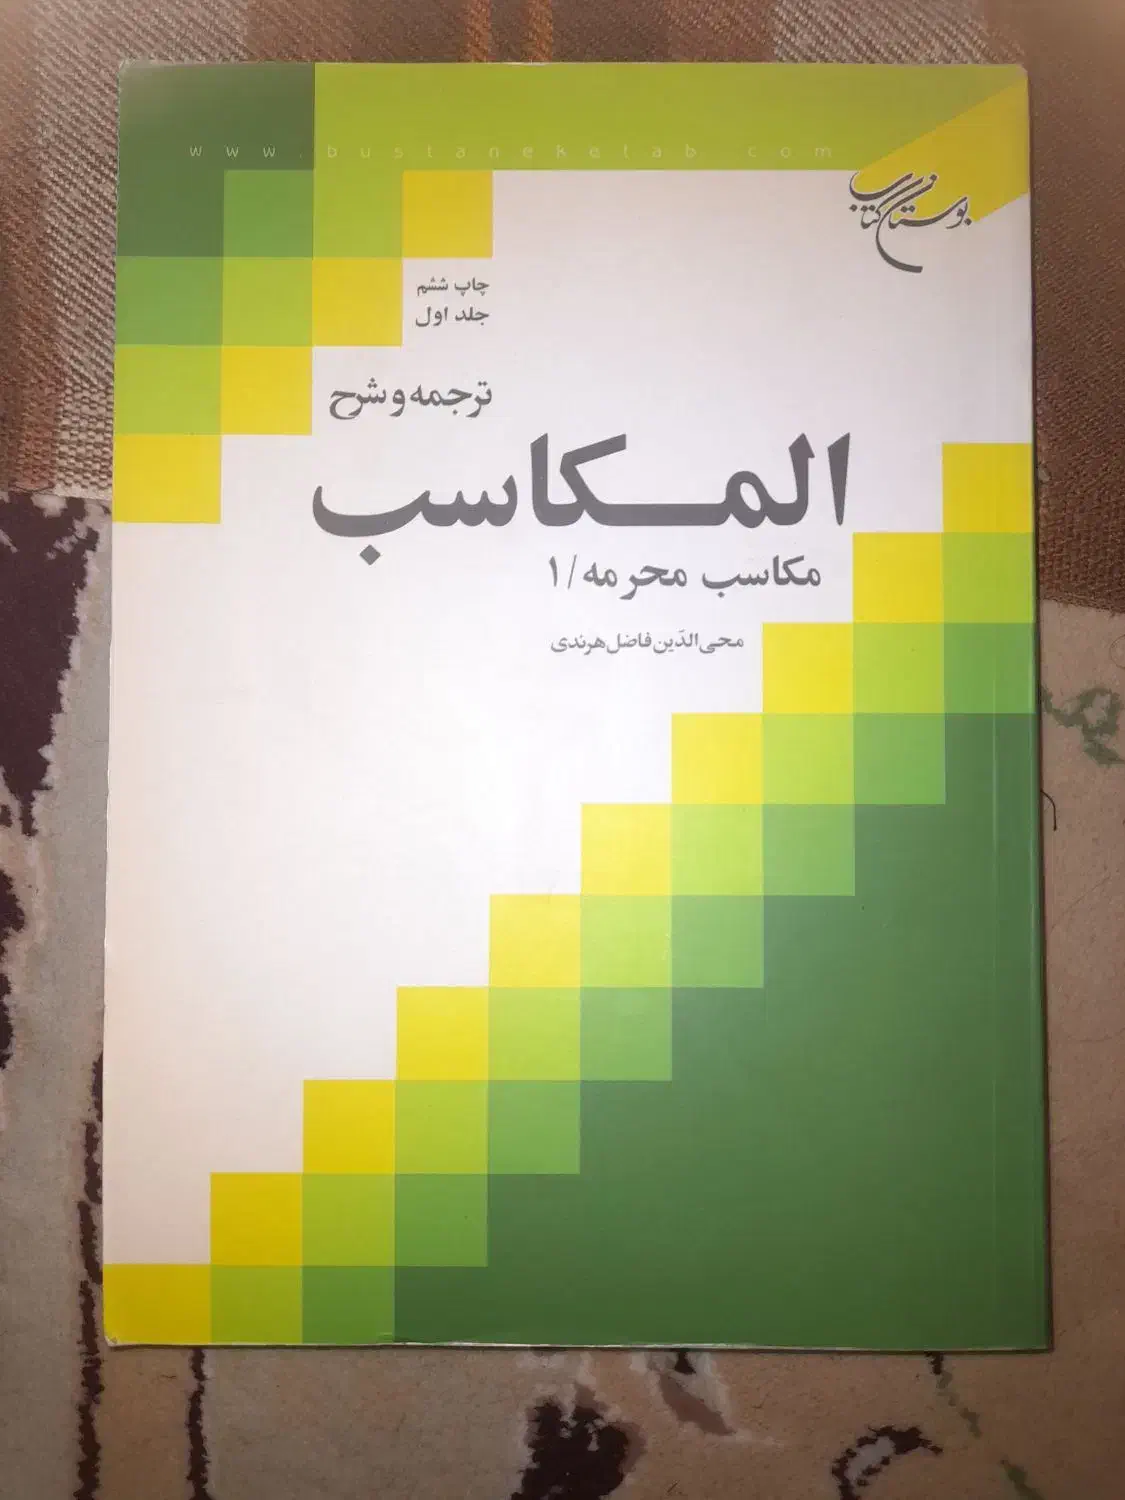 www.bustaneketab.com
بوستان کتاب
چاپ ششم
جلد اول
ترجمه و شرح
المکاسب
مکاسب محرمه/۱
محی الدّین فاضل هرندی